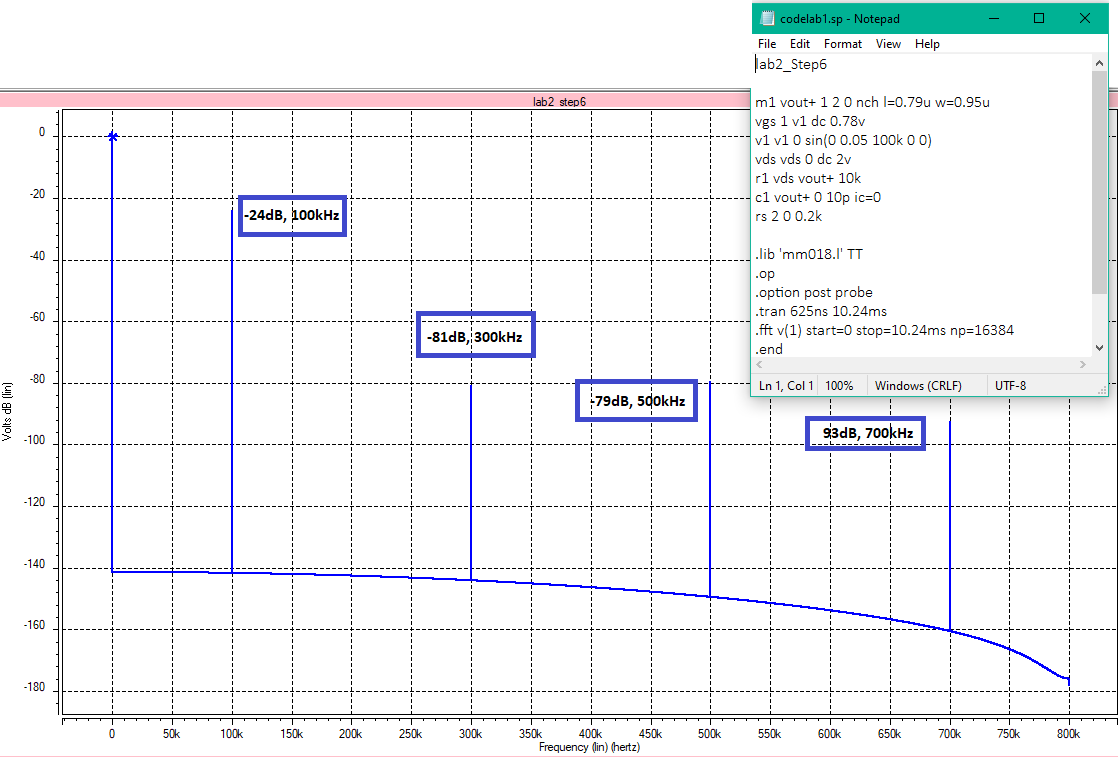 codelab1.sp - Notepad
File Edit Format View Help
lab2_Step6
m1 vout+ 1 2 0 nch l=0.79u w=0.95u
vgs 1 v1 dc 0.78v
v1 v1 0 sin(0 0.05 100k 0 0)
vds vds 0 dc 2v
r1 vds vout+ 10k
c1 vout+ 0 10p ic=0
rs 2 0 0.2k
.lib 'mm018.l' TT
.op
.option post probe
.tran 625ns 10.24ms
.fft v(1) start=0 stop=10.24ms np=16384
.end
Ln 1, Col 1 100% Windows (CRLF) UTF-8
lab2_step6
0
-20
-40
-60
-80
-100
-120
-140
-160
-180
Volts dB (lin)
-24dB, 100kHz
-81dB, 300kHz
-79dB, 500kHz
93dB, 700kHz
0 50k 100k 150k 200k 250k 300k 350k 400k 450k 500k 550k 600k 650k 700k 750k 800k
Frequency (lin) (hertz)